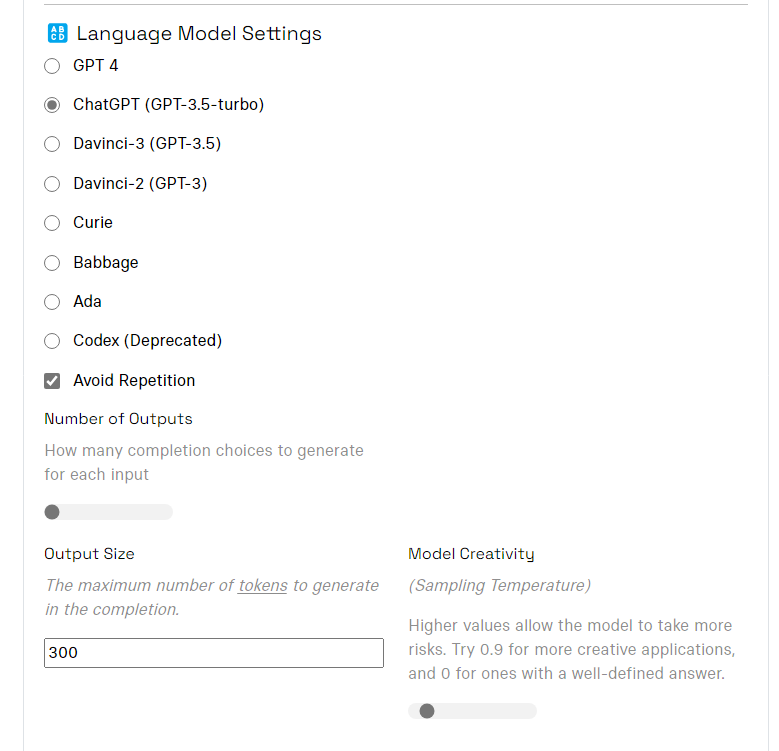 AB
CD
Language Model Settings
GPT 4
ChatGPT (GPT-3.5-turbo)
Davinci-3 (GPT-3.5)
Davinci-2 (GPT-3)
Curie
Babbage
Ada
Codex (Deprecated)
Avoid Repetition
Number of Outputs
How many completion choices to generate
for each input
Output Size
The maximum number of tokens to generate
in the completion.
300
Model Creativity
(Sampling Temperature)
Higher values allow the model to take more
risks. Try 0.9 for more creative applications,
and 0 for ones with a well-defined answer.